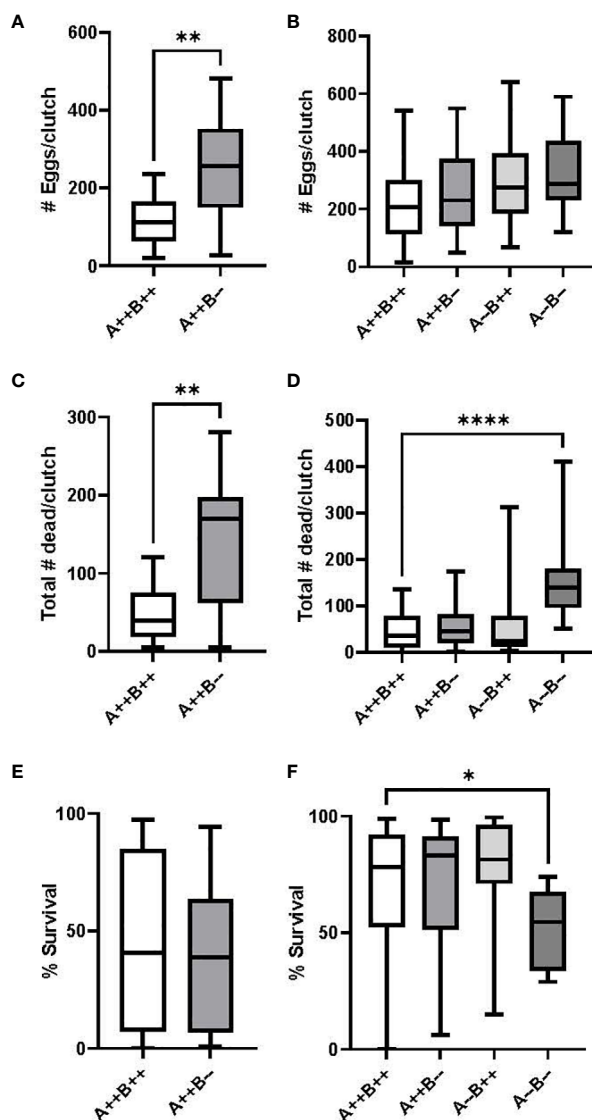 A
# Eggs/clutch
600
400
200
0
**
A++B++
A++B--
B
# Eggs/clutch
800
600
400
200
0
A++B++
A++B--
A--B++
A--B--
C
Total # dead/clutch
300
200
100
0
**
A++B++
A++B--
D
Total # dead/clutch
500
400
300
200
100
0
****
A++B++
A++B--
A--B++
A--B--
E
% Survival
100
50
0
A++B++
A++B--
F
% Survival
100
50
0
*
A++B++
A++B--
A--B++
A--B--